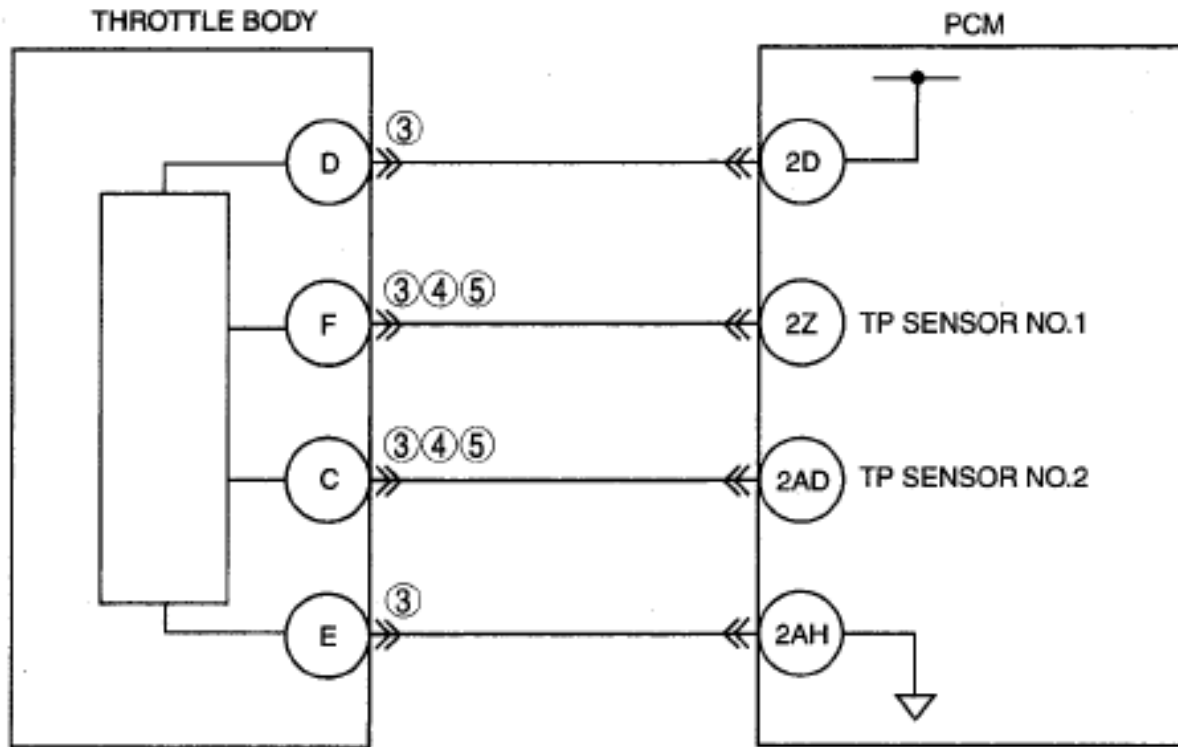 THROTTLE BODY
PCM
D
③
2D
F
③④⑤
2Z
TP SENSOR NO.1
C
③④⑤
2AD
TP SENSOR NO.2
E
③
2AH